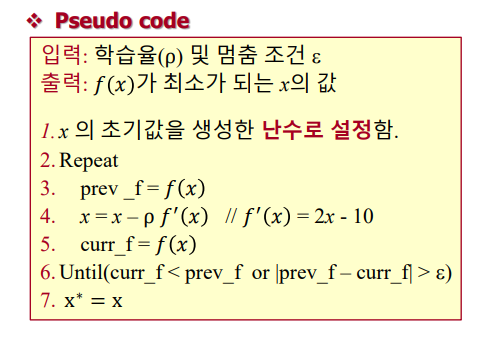 ❖ Pseudo code
입력: 학습율(ρ) 및 멈춤 조건 ε
출력: f(x)가 최소가 되는 x의 값
1. x 의 초기값을 생성한 난수로 설정함.
2. Repeat
3. prev _f = f(x)
4. x = x – ρ f′(x) // f′(x) = 2x - 10
5. curr_f = f(x)
6. Until(curr_f < prev_f or |prev_f – curr_f| > ε)
7. x* = x